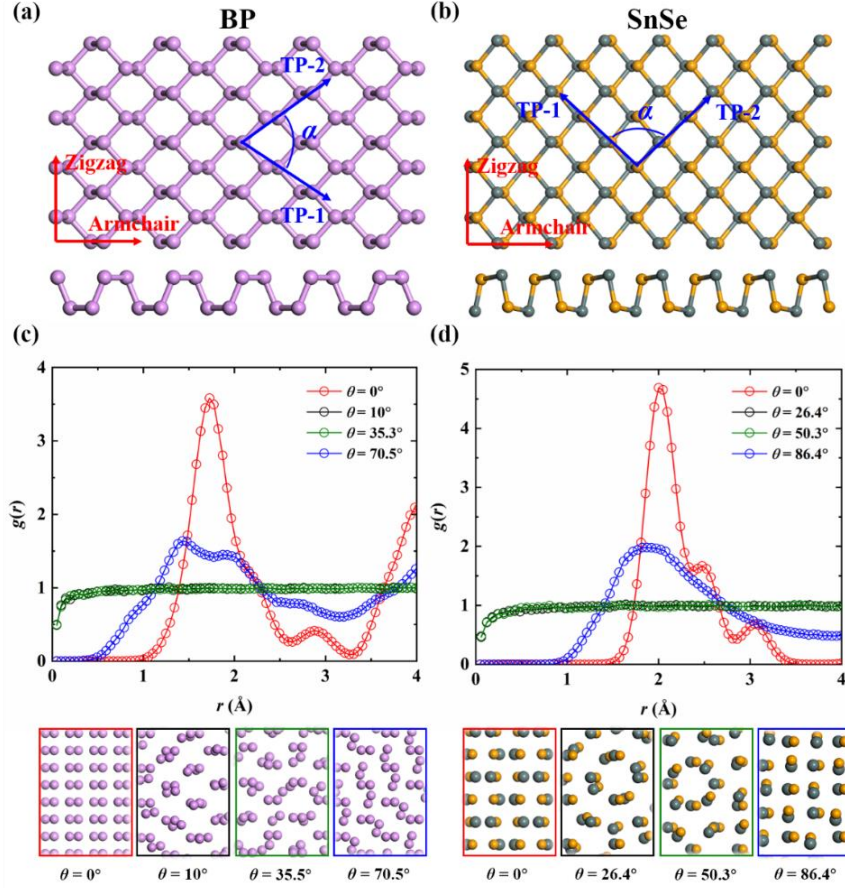 (a) BP
TP-2
α
TP-1
Zigzag
Armchair
(b) SnSe
TP-1 α TP-2
Zigzag
Armchair
(c)
4
3
2
1
0
0 1 2 3 4
g(r)
r (Å)
θ = 0°
θ = 10°
θ = 35.3°
θ = 70.5°
(d)
5
4
3
2
1
0
0 1 2 3 4
g(r)
r (Å)
θ = 0°
θ = 26.4°
θ = 50.3°
θ = 86.4°
θ = 0° θ = 10° θ = 35.5° θ = 70.5°
θ = 0° θ = 26.4° θ = 50.3° θ = 86.4°